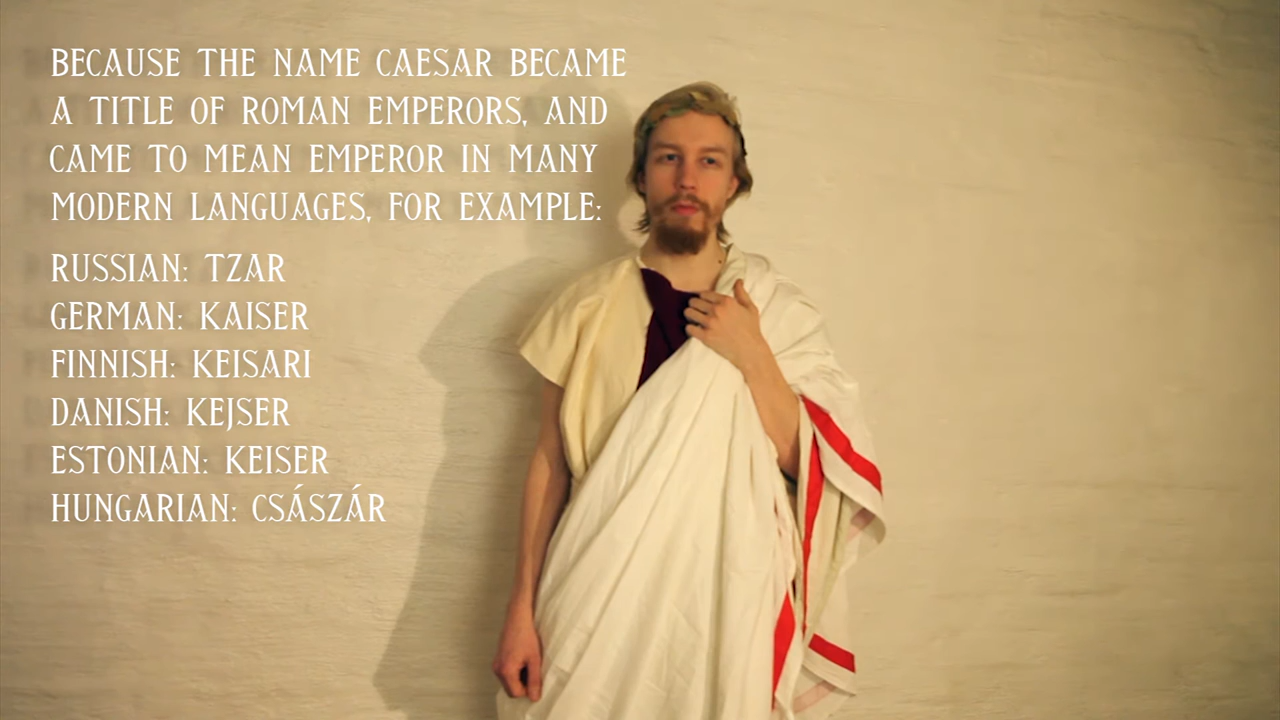 BECAUSE THE NAME CAESAR BECAME
A TITLE OF ROMAN EMPERORS, AND
CAME TO MEAN EMPEROR IN MANY
MODERN LANGUAGES, FOR EXAMPLE:
RUSSIAN: TZAR
GERMAN: KAISER
FINNISH: KEISARI
DANISH: KEJSER
ESTONIAN: KEISER
HUNGARIAN: CSÁSZÁR